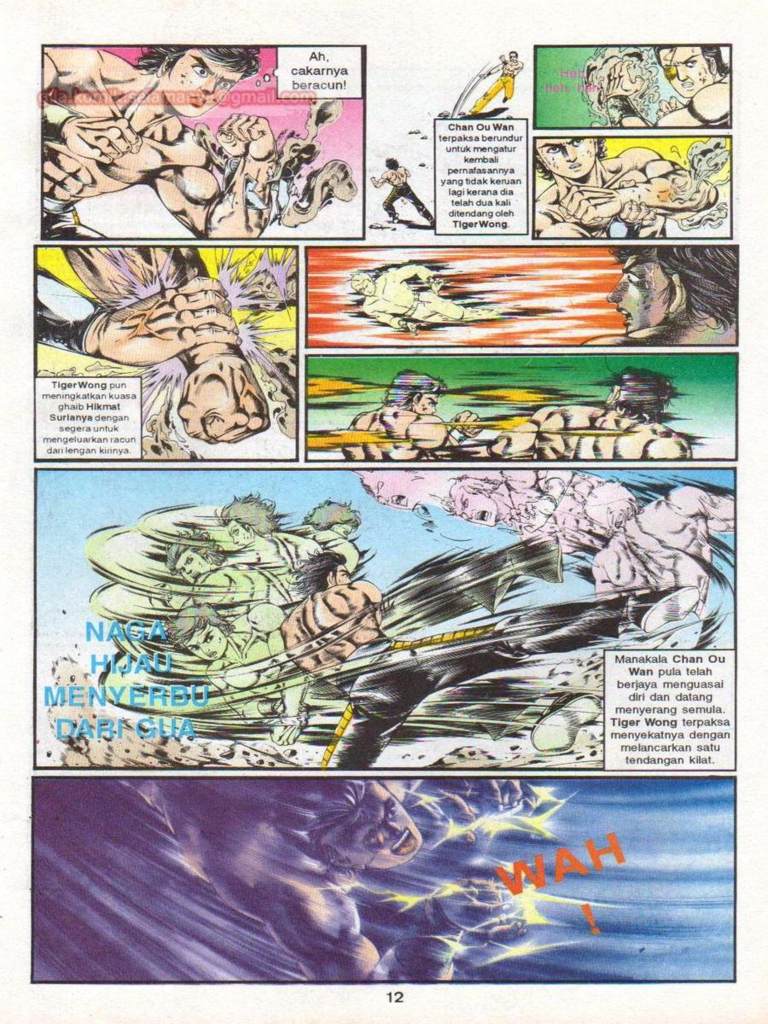 Ah,
cakarnya
beracun!
Chan Ou Wan
terpaksa berundur
untuk mengatur
kembali
pernafasannya
yang tidak keruan
lagi kerana dia
telah dua kali
ditendang oleh
Tiger Wong.
Heh
Heh heh
Tiger Wong pun
meningkatkan kuasa
ghaib Hikmat
Surianya dengan
segera untuk
mengeluarkan racun
dari lengan kirinya.
NAGA
HIJAU
MENYERBU
DARI GUA
Manakala Chan Ou
Wan pula telah
berjaya menguasai
diri dan datang
menyerang semula.
Tiger Wong terpaksa
menyekatnya dengan
melancarkan satu
tendangan kilat.
WAH
!
12